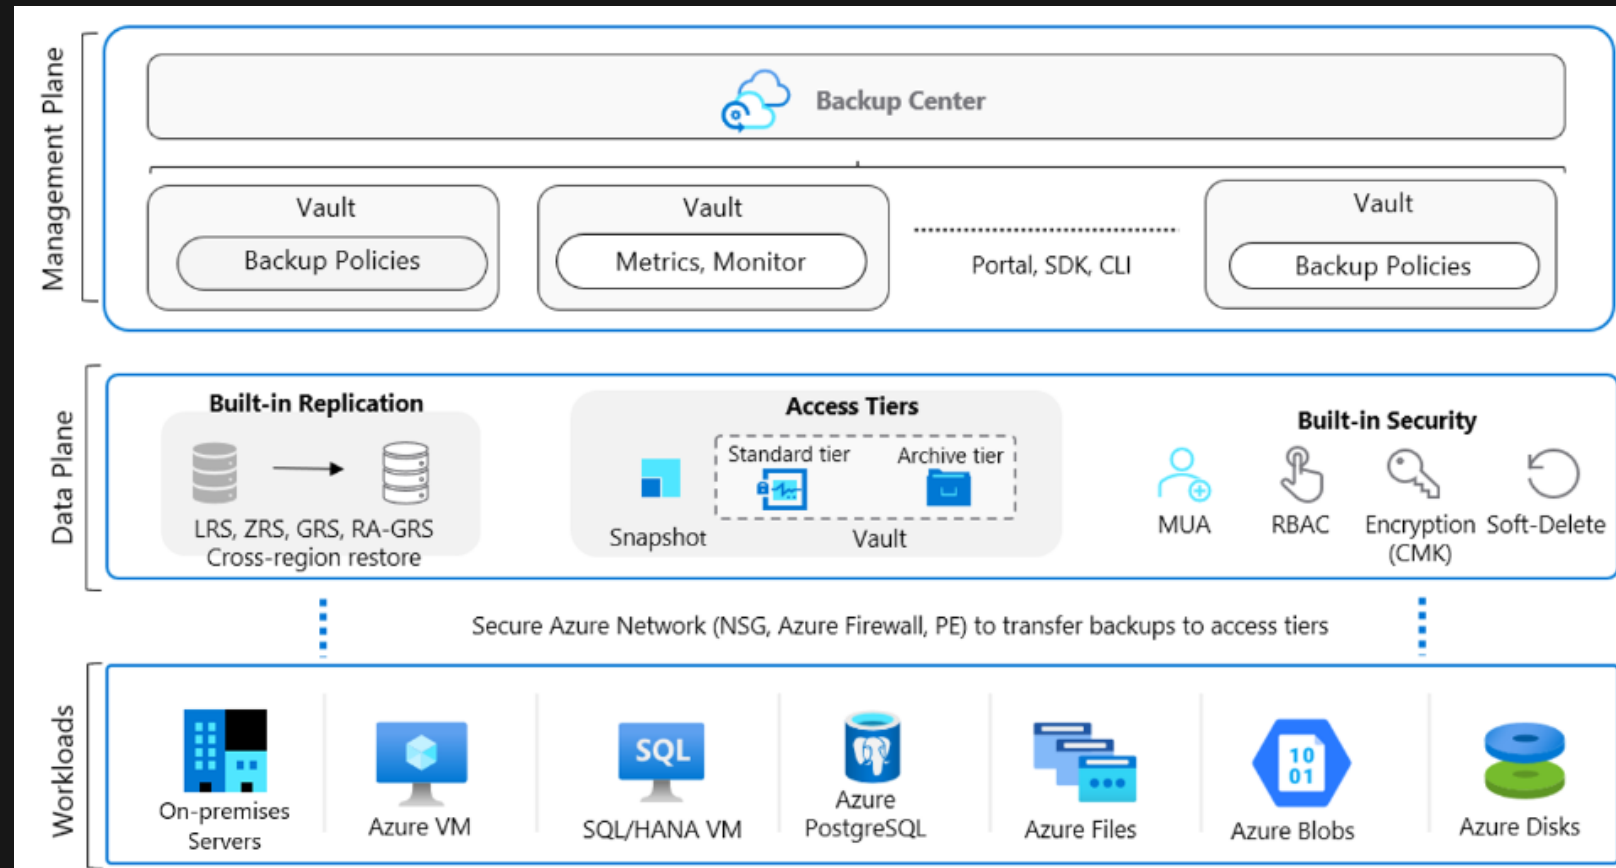 Management Plane
Backup Center
Vault
Backup Policies
Vault
Metrics, Monitor
Portal, SDK, CLI
Vault
Backup Policies
Data Plane
Built-in Replication
LRS, ZRS, GRS, RA-GRS
Cross-region restore
Access Tiers
Snapshot
Standard tier
Archive tier
Vault
Built-in Security
MUA
RBAC
Encryption
(CMK)
Soft-Delete
Secure Azure Network (NSG, Azure Firewall, PE) to transfer backups to access tiers
Workloads
On-premises
Servers
Azure VM
SQL
SQL/HANA VM
Azure
PostgreSQL
Azure Files
10
01
Azure Blobs
Azure Disks